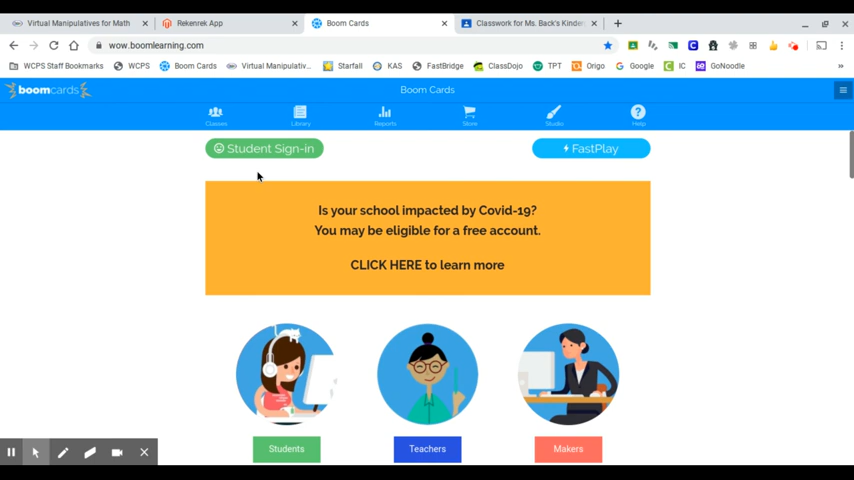 Virtual Manipulatives for Math
Rekenrek App
Boom Cards
Classwork for Ms. Back's Kinder
wow.boomlearning.com
WCPS Staff Bookmarks
WCPS
Boom Cards
Virtual Manipulativ...
Starfall
KAS
FastBridge
ClassDojo
TPT
Origo
Google
IC
GoNoodle
boomcards
Boom Cards
Classes
Library
Reports
Store
Studio
Help
Student Sign-in
FastPlay
Is your school impacted by Covid-19?
You may be eligible for a free account.
CLICK HERE to learn more
Students
Teachers
Makers